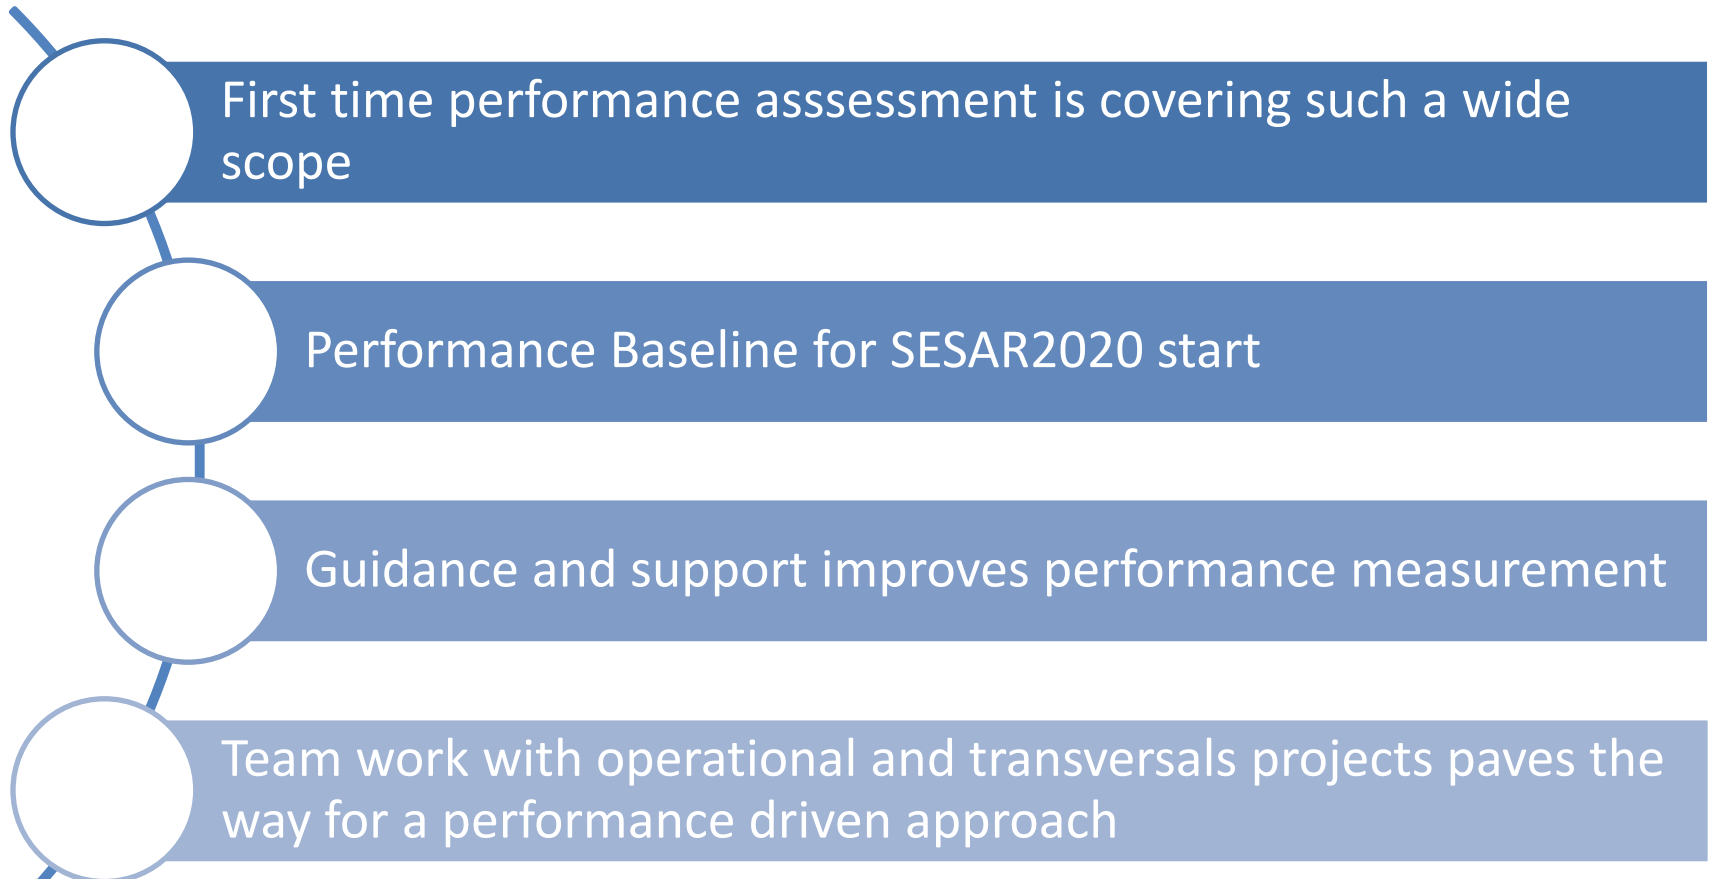 First time performance asssessment is covering such a wide
scope
Performance Baseline for SESAR2020 start
Guidance and support improves performance measurement
Team work with operational and transversals projects paves the
way for a performance driven approach